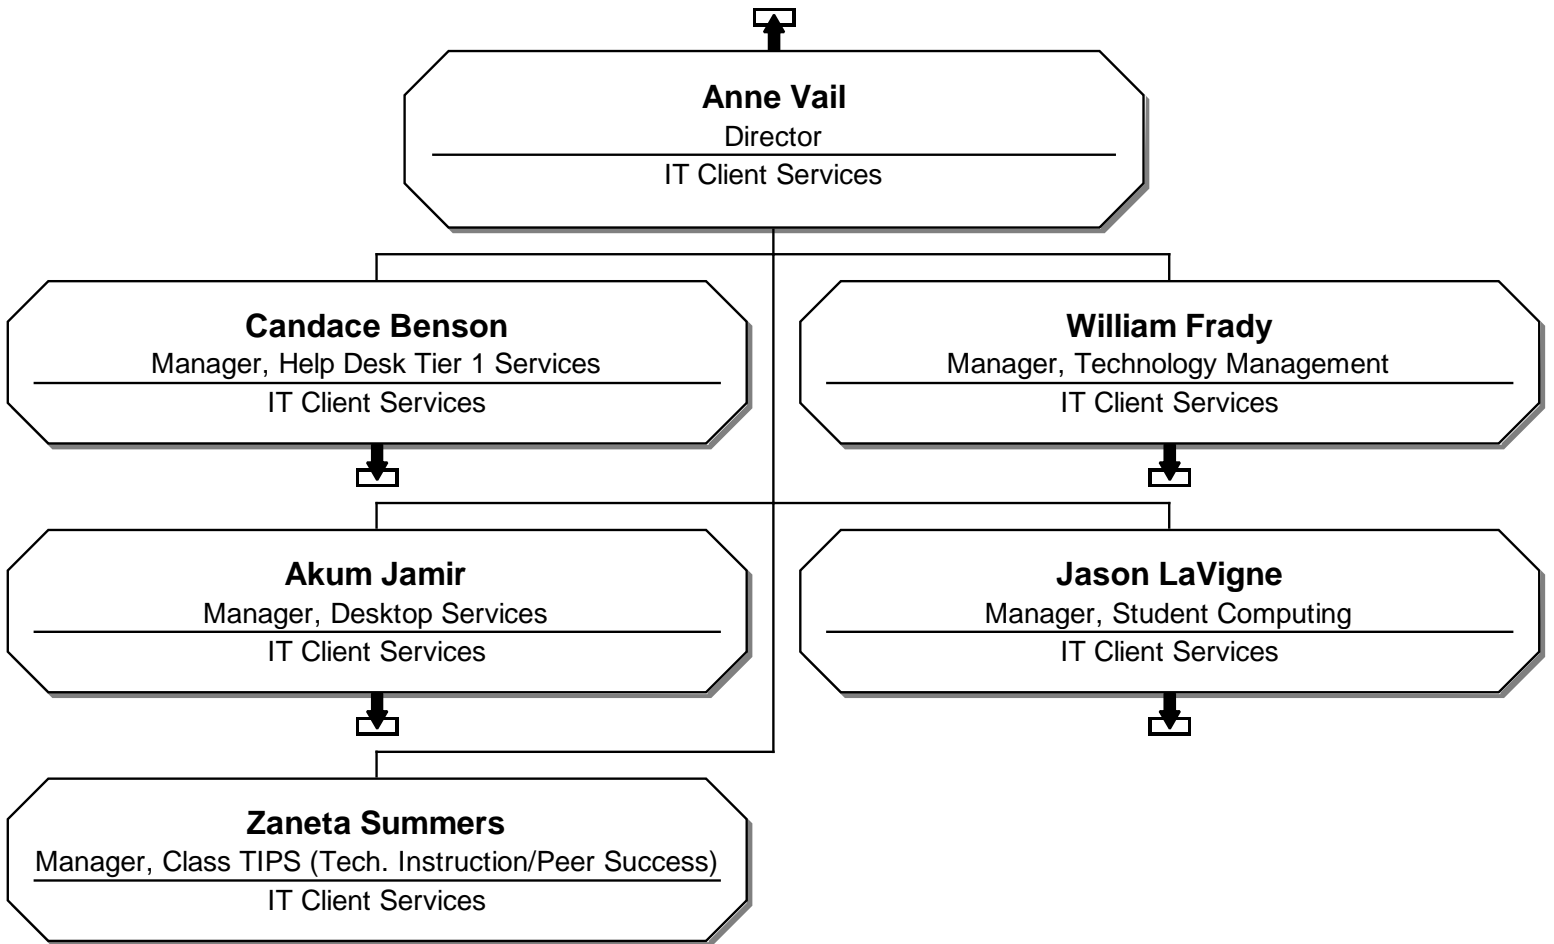 Anne Vail
Director
IT Client Services
Candace Benson
Manager, Help Desk Tier 1 Services
IT Client Services
William Frady
Manager, Technology Management
IT Client Services
Akum Jamir
Manager, Desktop Services
IT Client Services
Jason LaVigne
Manager, Student Computing
IT Client Services
Zaneta Summers
Manager, Class TIPS (Tech. Instruction/Peer Success)
IT Client Services